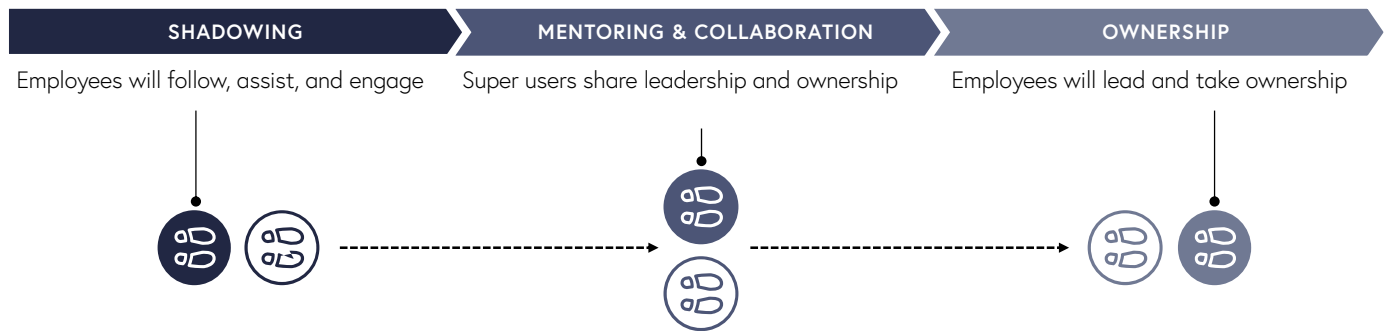 SHADOWING
MENTORING & COLLABORATION
OWNERSHIP
Employees will follow, assist, and engage
Super users share leadership and ownership
Employees will lead and take ownership